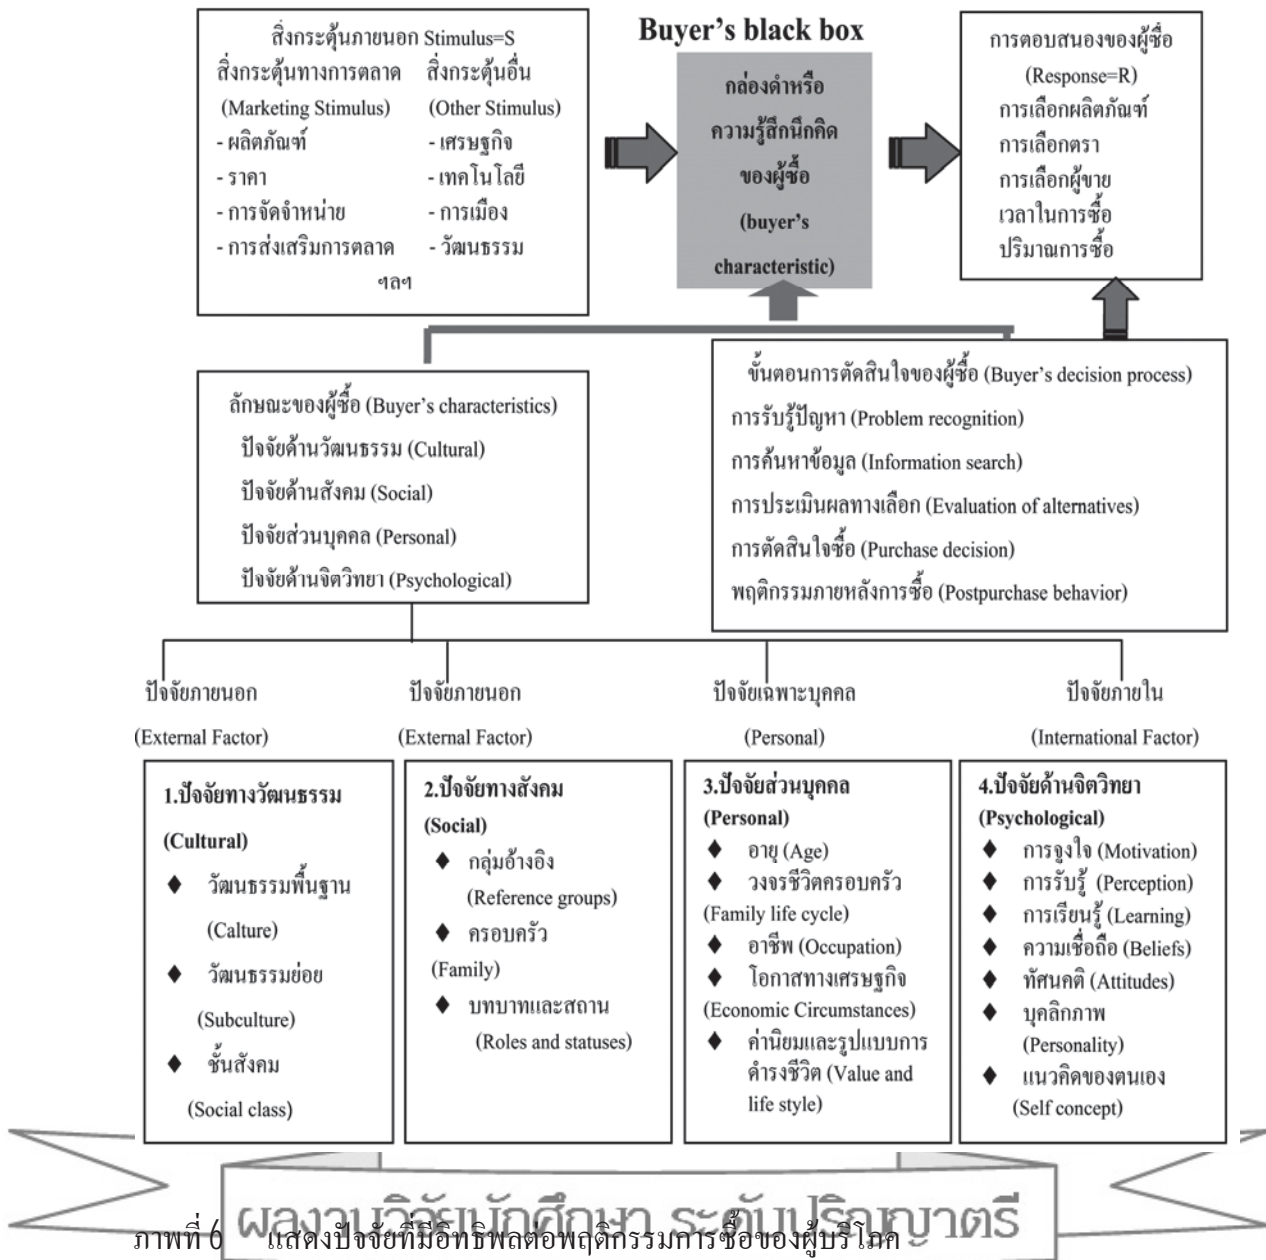 สิ่งกระตุ้นภายนอก Stimulus=S
สิ่งกระตุ้นทางการตลาด สิ่งกระตุ้นอื่น
(Marketing Stimulus) (Other Stimulus)
- ผลิตภัณฑ์ - เศรษฐกิจ
- ราคา - เทคโนโลยี
- การจัดจำหน่าย - การเมือง
- การส่งเสริมการตลาด - วัฒนธรรม
ฯลฯ
Buyer's black box
กล่องดำหรือ
ความรู้สึกนึกคิด
ของผู้ซื้อ
(buyer's
characteristic)
การตอบสนองของผู้ซื้อ
(Response=R)
การเลือกผลิตภัณฑ์
การเลือกตรา
การเลือกผู้ขาย
เวลาในการซื้อ
ปริมาณการซื้อ
ลักษณะของผู้ซื้อ (Buyer's characteristics)
ปัจจัยด้านวัฒนธรรม (Cultural)
ปัจจัยด้านสังคม (Social)
ปัจจัยส่วนบุคคล (Personal)
ปัจจัยด้านจิตวิทยา (Psychological)
ขั้นตอนการตัดสินใจของผู้ซื้อ (Buyer's decision process)
การรับรู้ปัญหา (Problem recognition)
การค้นหาข้อมูล (Information search)
การประเมินผลทางเลือก (Evaluation of alternatives)
การตัดสินใจซื้อ (Purchase decision)
พฤติกรรมภายหลังการซื้อ (Postpurchase behavior)
ปัจจัยภายนอก
(External Factor)
ปัจจัยภายนอก
(External Factor)
ปัจจัยเฉพาะบุคคล
(Personal)
ปัจจัยภายใน
(International Factor)
1.ปัจจัยทางวัฒนธรรม
(Cultural)
♦ วัฒนธรรมพื้นฐาน
(Calture)
♦ วัฒนธรรมย่อย
(Subculture)
♦ ชั้นสังคม
(Social class)
2.ปัจจัยทางสังคม
(Social)
♦ กลุ่มอ้างอิง
(Reference groups)
♦ ครอบครัว
(Family)
♦ บทบาทและสถาน
(Roles and statuses)
3.ปัจจัยส่วนบุคคล
(Personal)
♦ อายุ (Age)
♦ วงจรชีวิตครอบครัว
(Family life cycle)
♦ อาชีพ (Occupation)
♦ โอกาสทางเศรษฐกิจ
(Economic Circumstances)
♦ ค่านิยมและรูปแบบการ
ดำรงชีวิต (Value and
life style)
4.ปัจจัยด้านจิตวิทยา
(Psychological)
♦ การจูงใจ (Motivation)
♦ การรับรู้ (Perception)
♦ การเรียนรู้ (Learning)
♦ ความเชื่อถือ (Beliefs)
♦ ทัศนคติ (Attitudes)
♦ บุคลิกภาพ
(Personality)
♦ แนวคิดของตนเอง
(Self concept)
ผลงานวิจัยนักศึกษา ระดับปริญญาตรี
ภาพที่ 6 แสดงปัจจัยที่มีอิทธิพลต่อพฤติกรรมการซื้อของผู้บริโภค